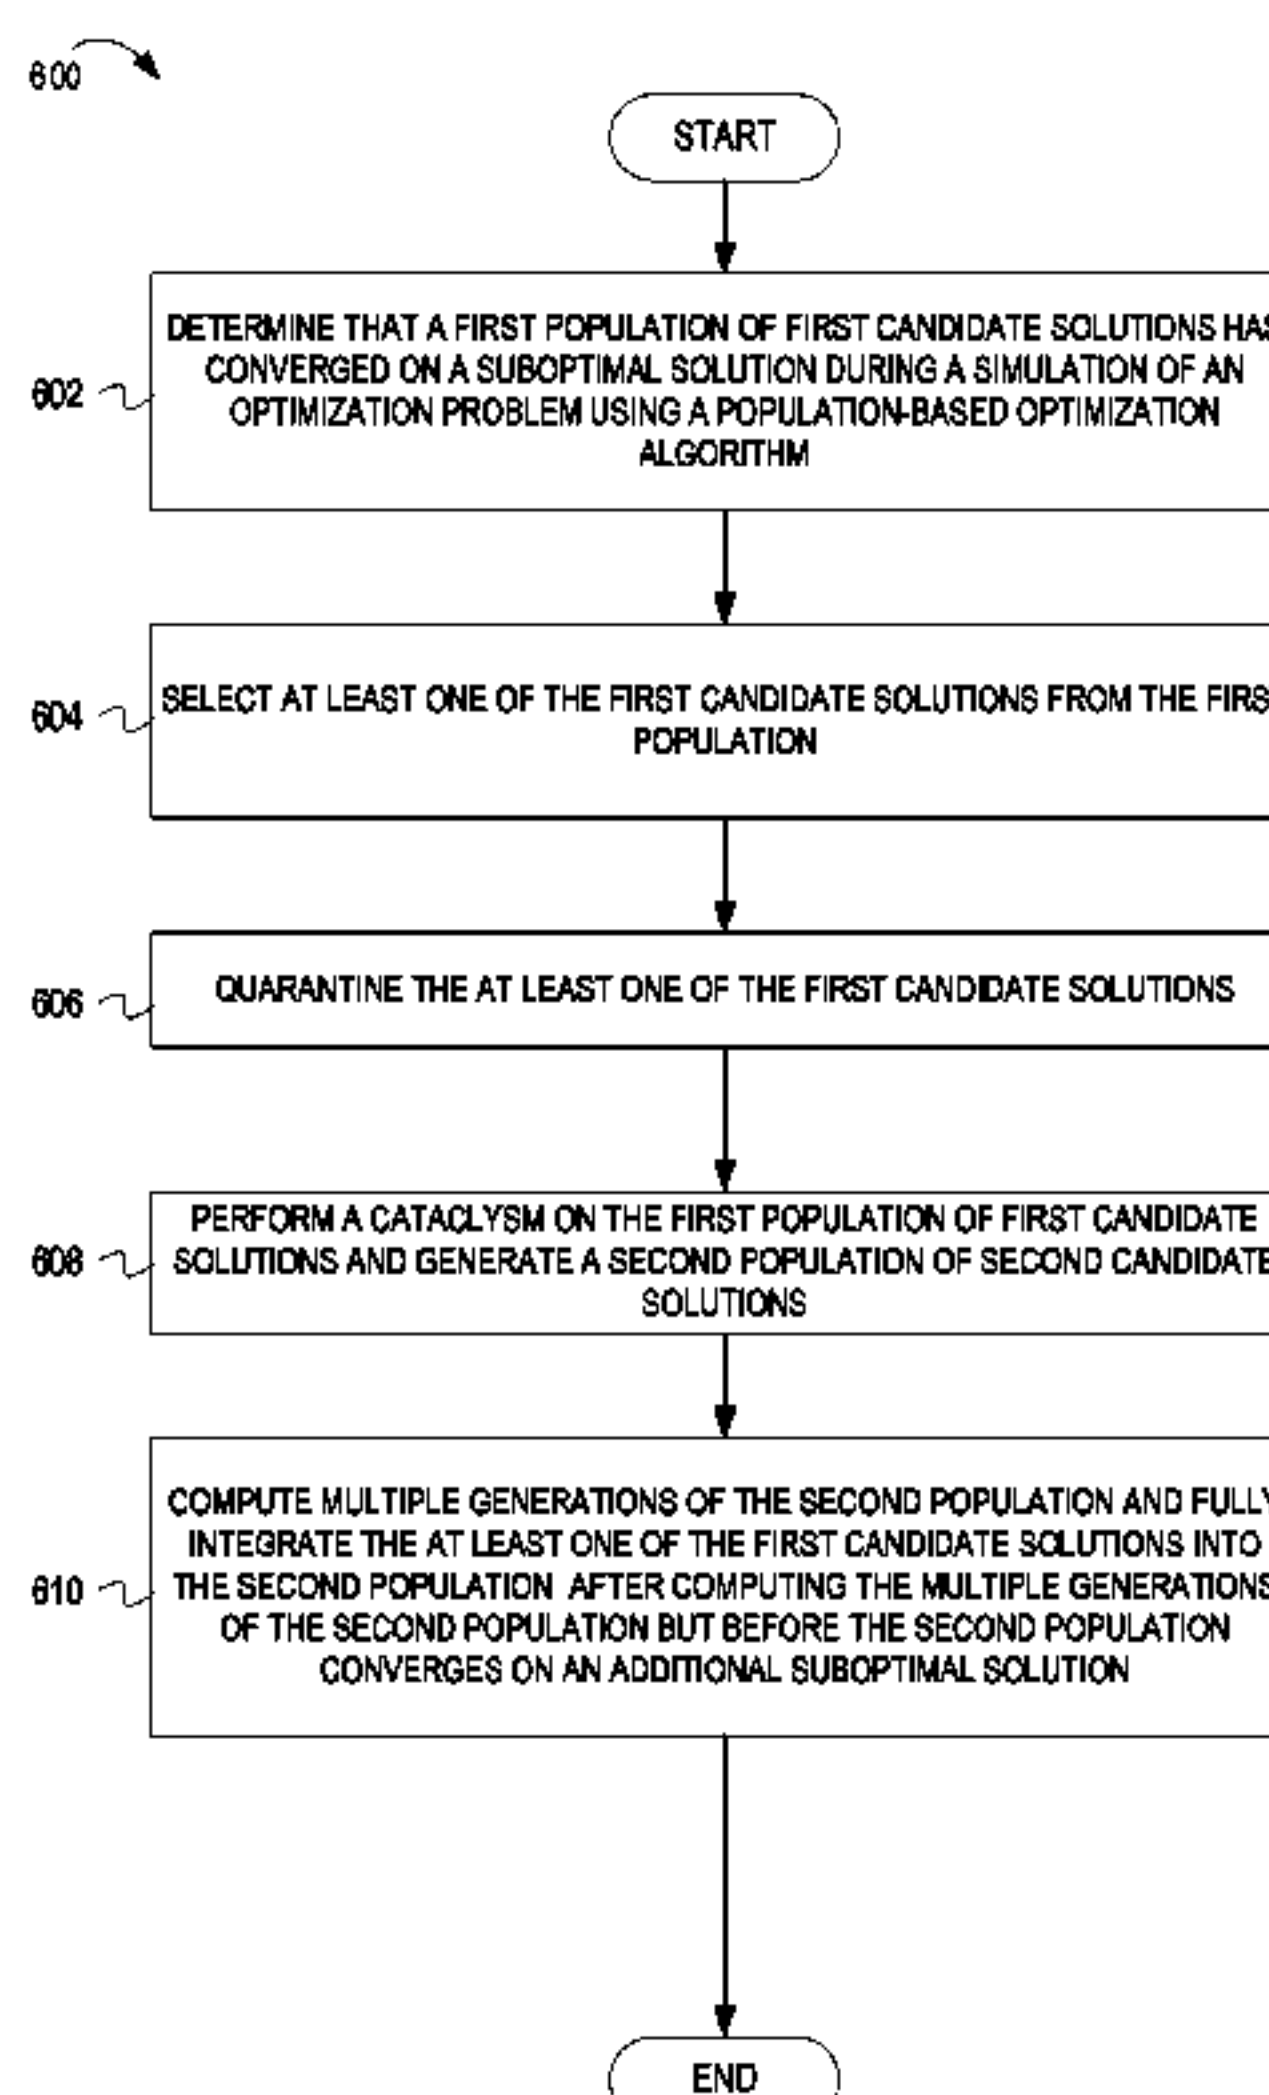 600
START
602
DETERMINE THAT A FIRST POPULATION OF FIRST CANDIDATE SOLUTIONS HAS
CONVERGED ON A SUBOPTIMAL SOLUTION DURING A SIMULATION OF AN
OPTIMIZATION PROBLEM USING A POPULATION-BASED OPTIMIZATION
ALGORITHM
604
SELECT AT LEAST ONE OF THE FIRST CANDIDATE SOLUTIONS FROM THE FIRS
POPULATION
606
QUARANTINE THE AT LEAST ONE OF THE FIRST CANDIDATE SOLUTIONS
608
PERFORM A CATACLYSM ON THE FIRST POPULATION OF FIRST CANDIDATE
SOLUTIONS AND GENERATE A SECOND POPULATION OF SECOND CANDIDATE
SOLUTIONS
610
COMPUTE MULTIPLE GENERATIONS OF THE SECOND POPULATION AND FULLY
INTEGRATE THE AT LEAST ONE OF THE FIRST CANDIDATE SOLUTIONS INTO
THE SECOND POPULATION AFTER COMPUTING THE MULTIPLE GENERATIONS
OF THE SECOND POPULATION BUT BEFORE THE SECOND POPULATION
CONVERGES ON AN ADDITIONAL SUBOPTIMAL SOLUTION
END